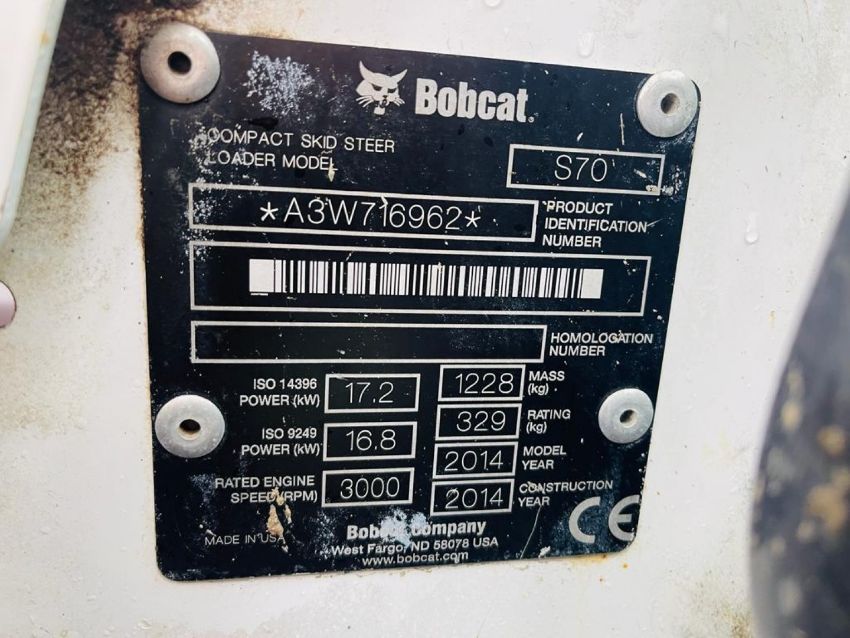 Bobcat®
COMPACT SKID STEER
LOADER MODEL
S70
*A3W716962*
PRODUCT
IDENTIFICATION
NUMBER
HOMOLOGATION
NUMBER
ISO 14396
POWER (kW)
17.2
1228
MASS
(kg)
ISO 9249
POWER (kW)
16.8
329
RATING
(kg)
2014
MODEL
YEAR
RATED ENGINE
SPEED (RPM)
3000
2014
CONSTRUCTION
YEAR
CE
MADE IN USA
Bobcat Company
West Fargo, ND 58078 USA
www.bobcat.com